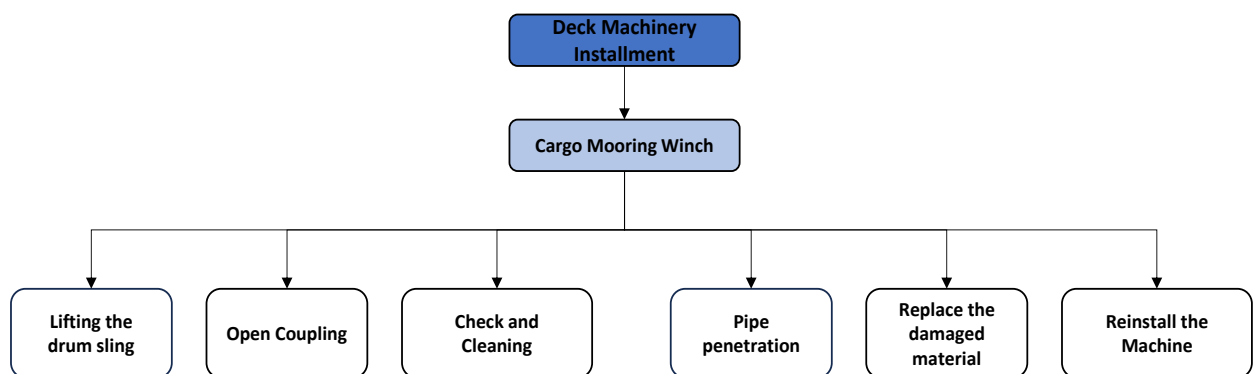 Deck Machinery
Installment
Cargo Mooring Winch
Lifting the
drum sling
Open Coupling
Check and
Cleaning
Pipe
penetration
Replace the
damaged
material
Reinstall the
Machine